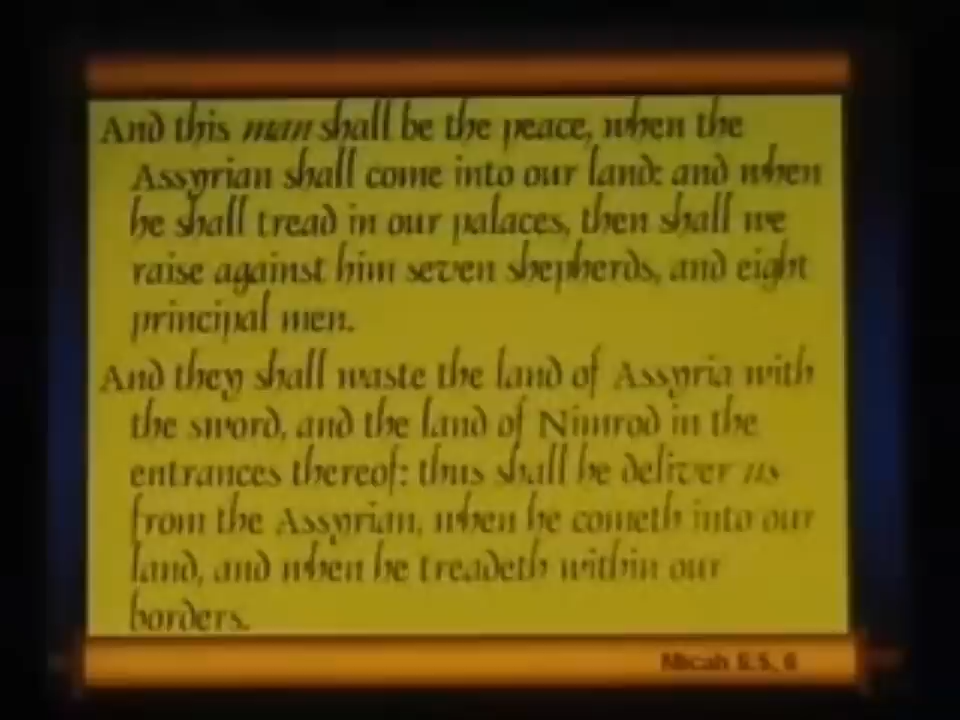 And this man shall be the peace, when the
Assyrian shall come into our land: and when
he shall tread in our palaces, then shall we
raise against him seven shepherds, and eight
principal men.
And they shall waste the land of Assyria with
the sword, and the land of Nimrod in the
entrances thereof: thus shall he deliver us
from the Assyrian, when he cometh into our
land, and when he treadeth within our
borders.
Micah 5:5, 6